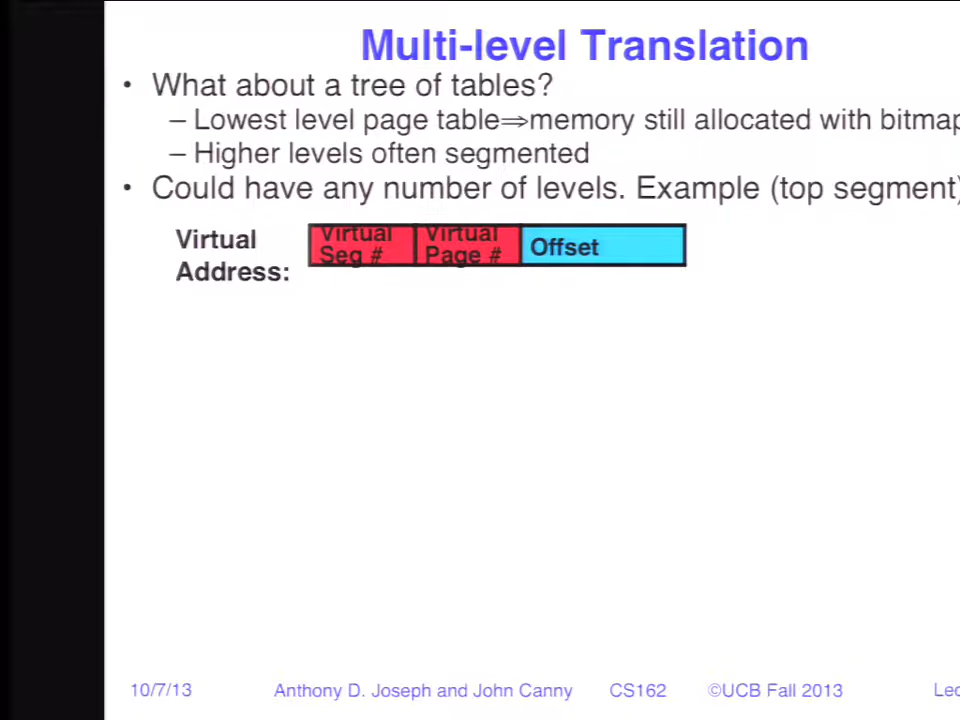 Multi-level Translation
• What about a tree of tables?
– Lowest level page table⇒memory still allocated with bitmap
– Higher levels often segmented
• Could have any number of levels. Example (top segment)
Virtual Address:
Virtual Seg #
Virtual Page #
Offset
10/7/13 Anthony D. Joseph and John Canny CS162 ©UCB Fall 2013 Lec